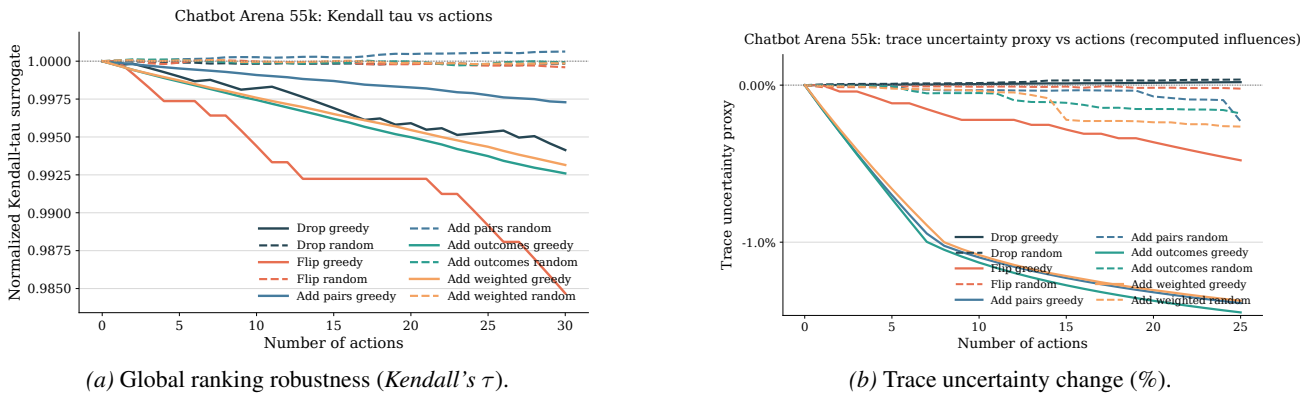 Chatbot Arena 55k: Kendall tau vs actions
Normalized Kendall-tau surrogate
1.0000
0.9975
0.9950
0.9925
0.9900
0.9875
0.9850
Drop greedy
Drop random
Flip greedy
Flip random
Add pairs greedy
Add pairs random
Add outcomes greedy
Add outcomes random
Add weighted greedy
Add weighted random
0
5
10
15
20
25
30
Number of actions
(a) Global ranking robustness (Kendall's τ).
Chatbot Arena 55k: trace uncertainty proxy vs actions (recomputed influences)
Trace uncertainty proxy
0.00%
-1.0%
Drop greedy
Drop random
Flip greedy
Flip random
Add pairs greedy
Add pairs random
Add outcomes greedy
Add outcomes random
Add weighted greedy
Add weighted random
0
5
10
15
20
25
Number of actions
(b) Trace uncertainty change (%).